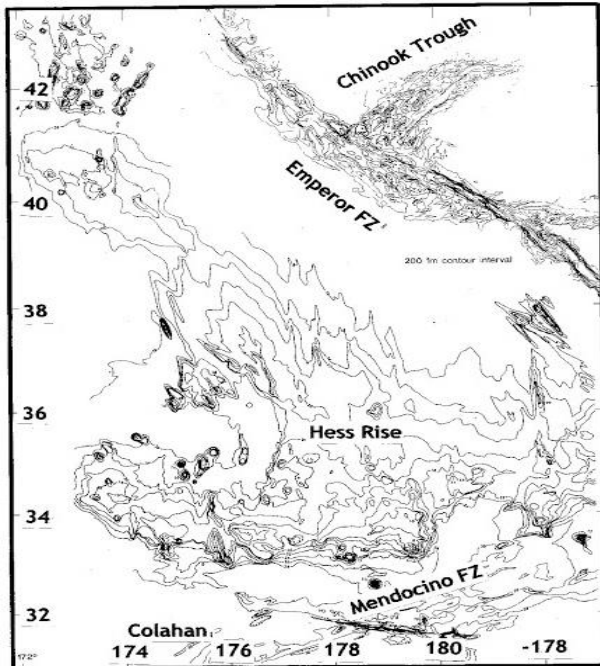 Chinook Trough
42
Emperor FZ
40
200 fm contour interval
38
36
Hess Rise
34
Mendocino FZ
32
Colahan
172°
174
176
178
180
-178